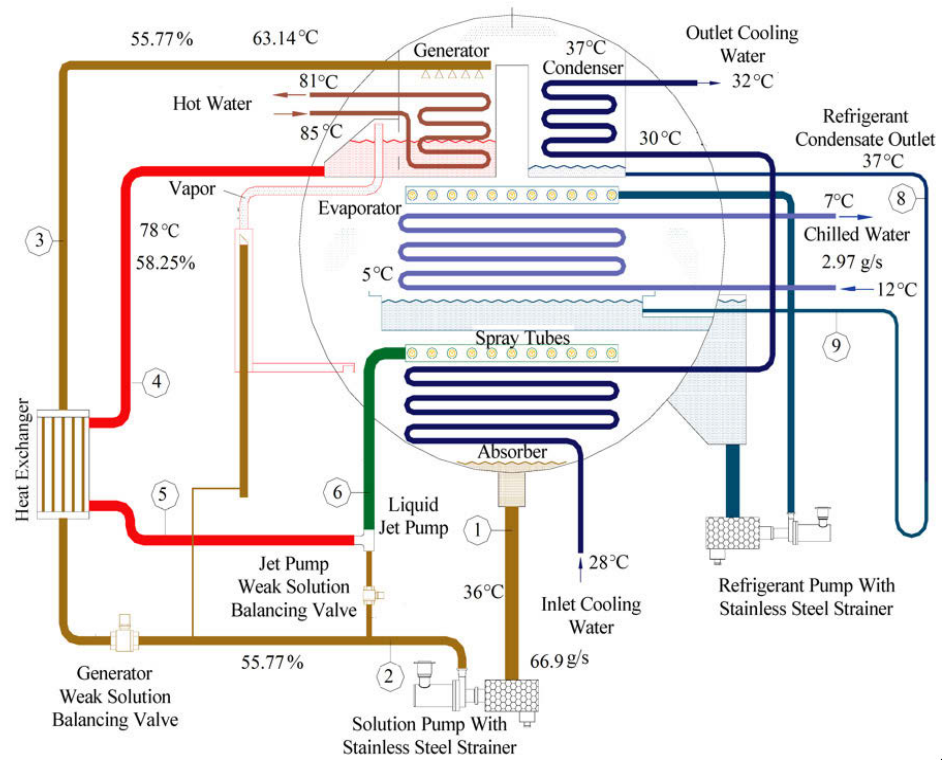 55.77%
63.14°C
Generator
37°C
Condenser
Outlet Cooling
Water
32°C
81°C
Hot Water
85°C
30°C
Refrigerant
Condensate Outlet
37°C
8
Vapor
Evaporator
7°C
Chilled Water
2.97 g/s
12°C
3
78°C
58.25%
5°C
9
Spray Tubes
4
Heat Exchanger
Absorber
5
6
Liquid
Jet Pump
1
Jet Pump
Weak Solution
Balancing Valve
36°C
28°C
Inlet Cooling
Water
Refrigerant Pump With
Stainless Steel Strainer
55.77%
2
66.9 g/s
Generator
Weak Solution
Balancing Valve
Solution Pump With
Stainless Steel Strainer